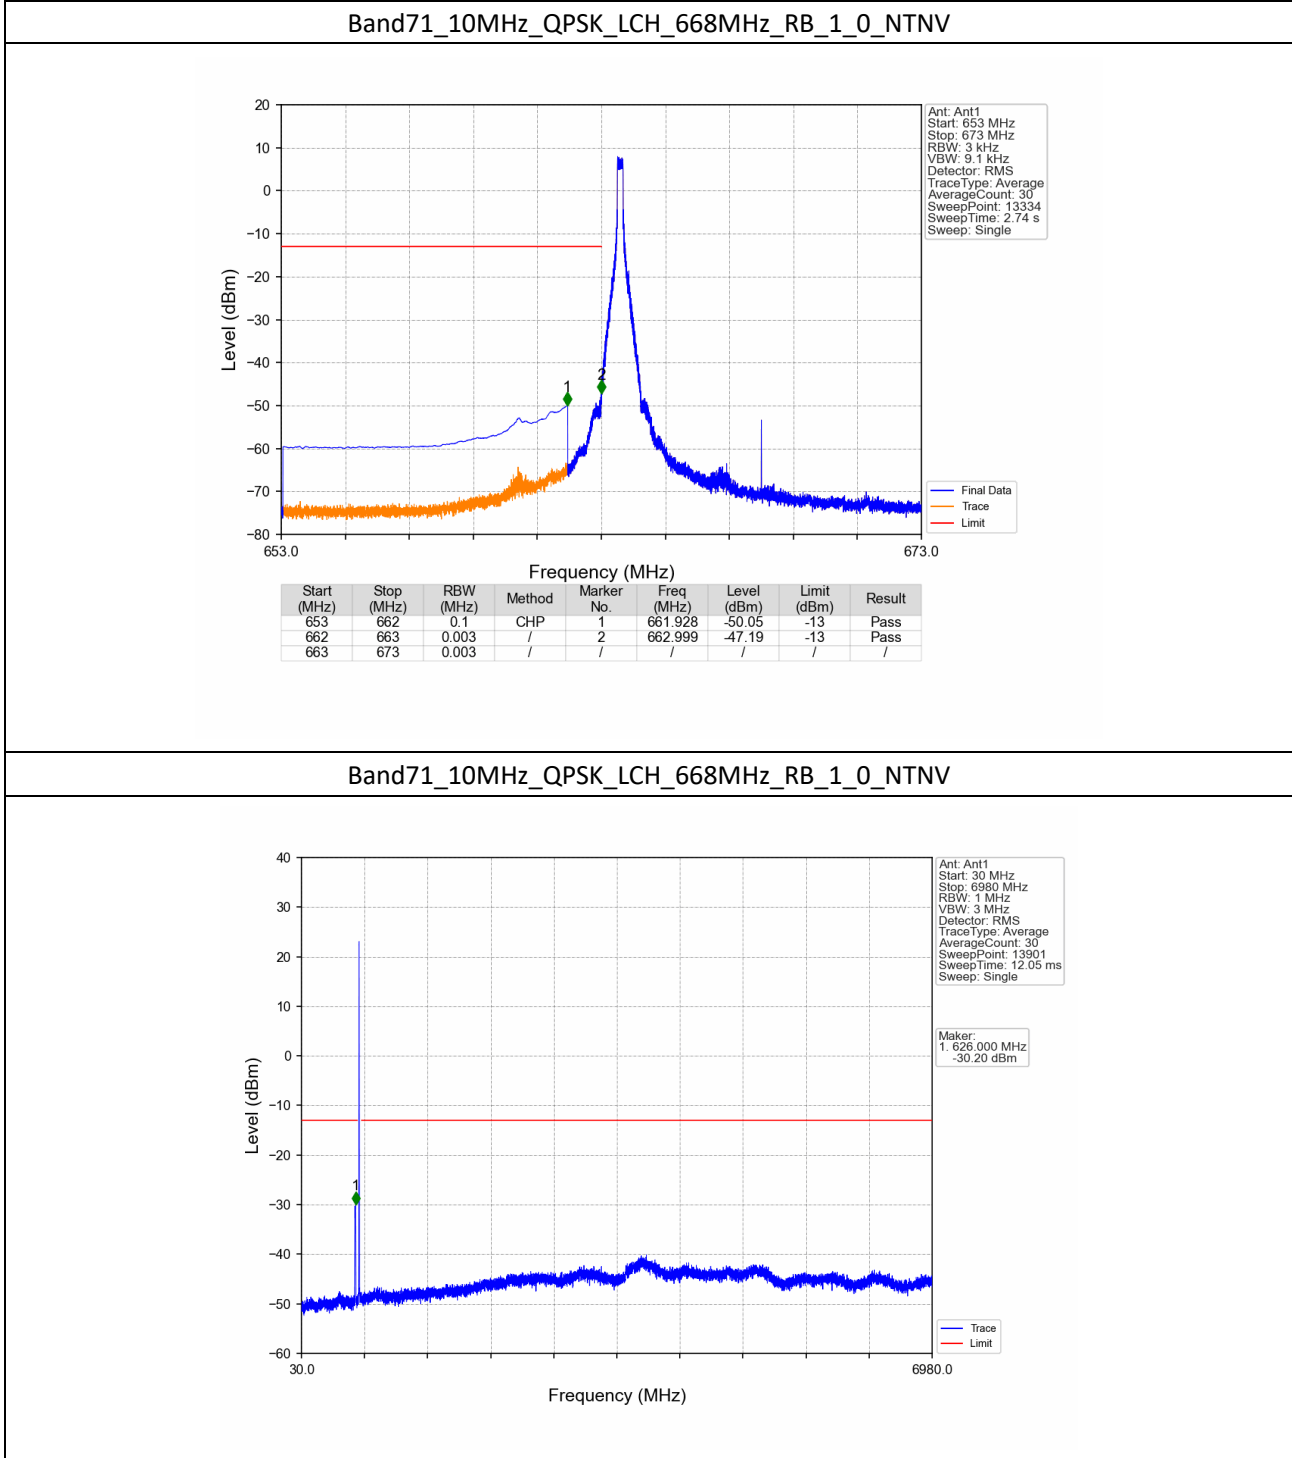 Band71_10MHz_QPSK_LCH_668MHz_RB_1_0_NTNV
20
10
0
−10
−20
−30
−40
−50
−60
−70
−80
Level (dBm)
1
2
653.0
673.0
Frequency (MHz)
Ant: Ant1
Start: 653 MHz
Stop: 673 MHz
RBW: 3 kHz
VBW: 9.1 kHz
Detector: RMS
TraceType: Average
AverageCount: 30
SweepPoint: 13334
SweepTime: 2.74 s
Sweep: Single
Final Data
Trace
Limit
Start (MHz) Stop (MHz) RBW (MHz) Method Marker No. Freq (MHz) Level (dBm) Limit (dBm) Result
653 662 0.1 CHP 1 661.928 -50.05 -13 Pass
662 663 0.003 / 2 662.999 -47.19 -13 Pass
663 673 0.003 / / / / / /
Band71_10MHz_QPSK_LCH_668MHz_RB_1_0_NTNV
40
30
20
10
0
−10
−20
−30
−40
−50
−60
Level (dBm)
1
30.0
6980.0
Frequency (MHz)
Ant: Ant1
Start: 30 MHz
Stop: 6980 MHz
RBW: 1 MHz
VBW: 3 MHz
Detector: RMS
TraceType: Average
AverageCount: 30
SweepPoint: 13901
SweepTime: 12.05 ms
Sweep: Single
Maker:
1. 626.000 MHz
-30.20 dBm
Trace
Limit